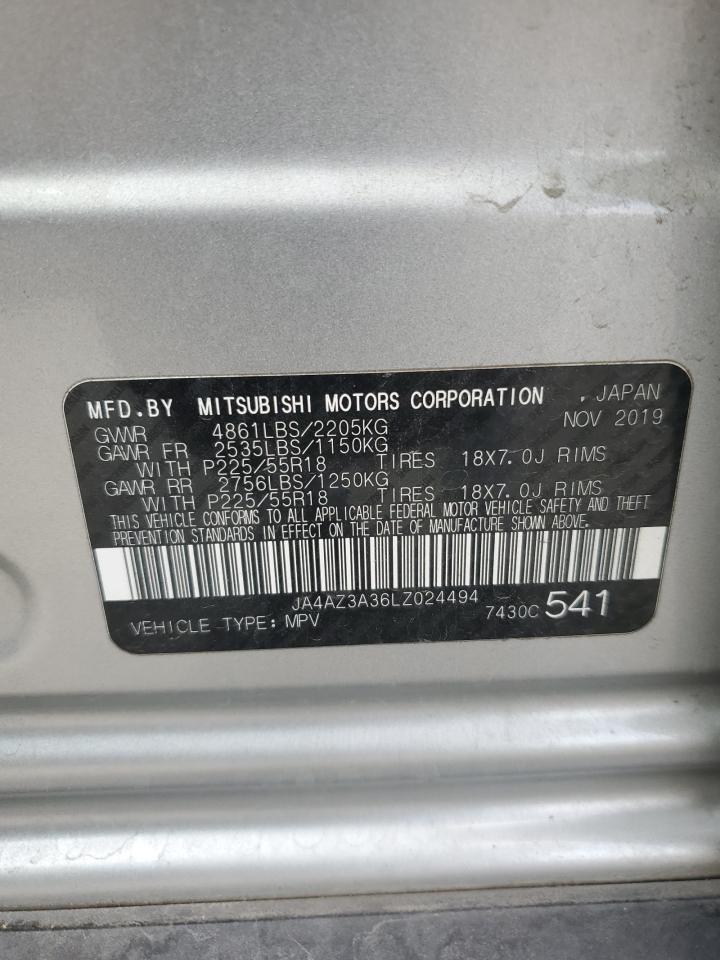 MFD.BY MITSUBISHI MOTORS CORPORATION , JAPAN
GVWR 4861LBS/2205KG NOV 2019
GAWR FR 2535LBS/1150KG
WITH P225/55R18 TIRES 18X7.0J RIMS
GAWR RR 2756LBS/1250KG
WITH P225/55R18 TIRES 18X7.0J RIMS
THIS VEHICLE CONFORMS TO ALL APPLICABLE FEDERAL MOTOR VEHICLE SAFETY AND THEFT
PREVENTION STANDARDS IN EFFECT ON THE DATE OF MANUFACTURE SHOWN ABOVE.
JA4AZ3A36LZ024494
VEHICLE TYPE: MPV 7430C 541